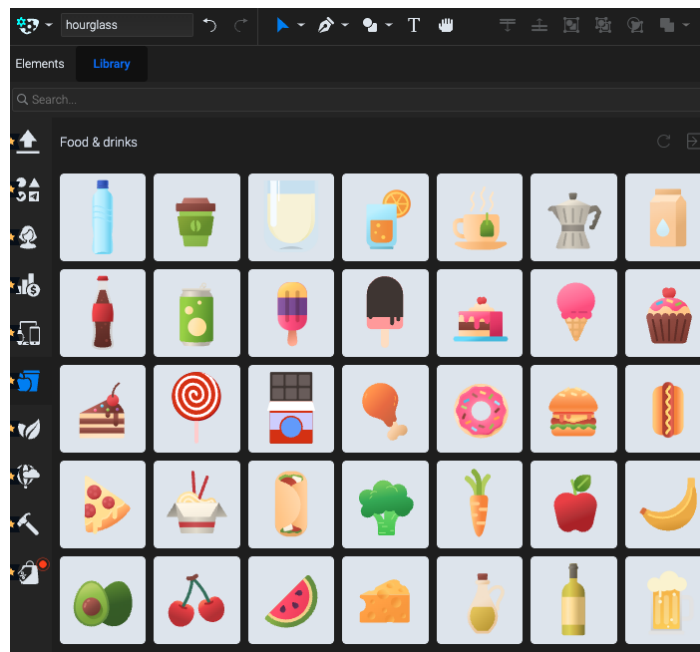 hourglass
T
Elements
Library
Search...
Food & drinks